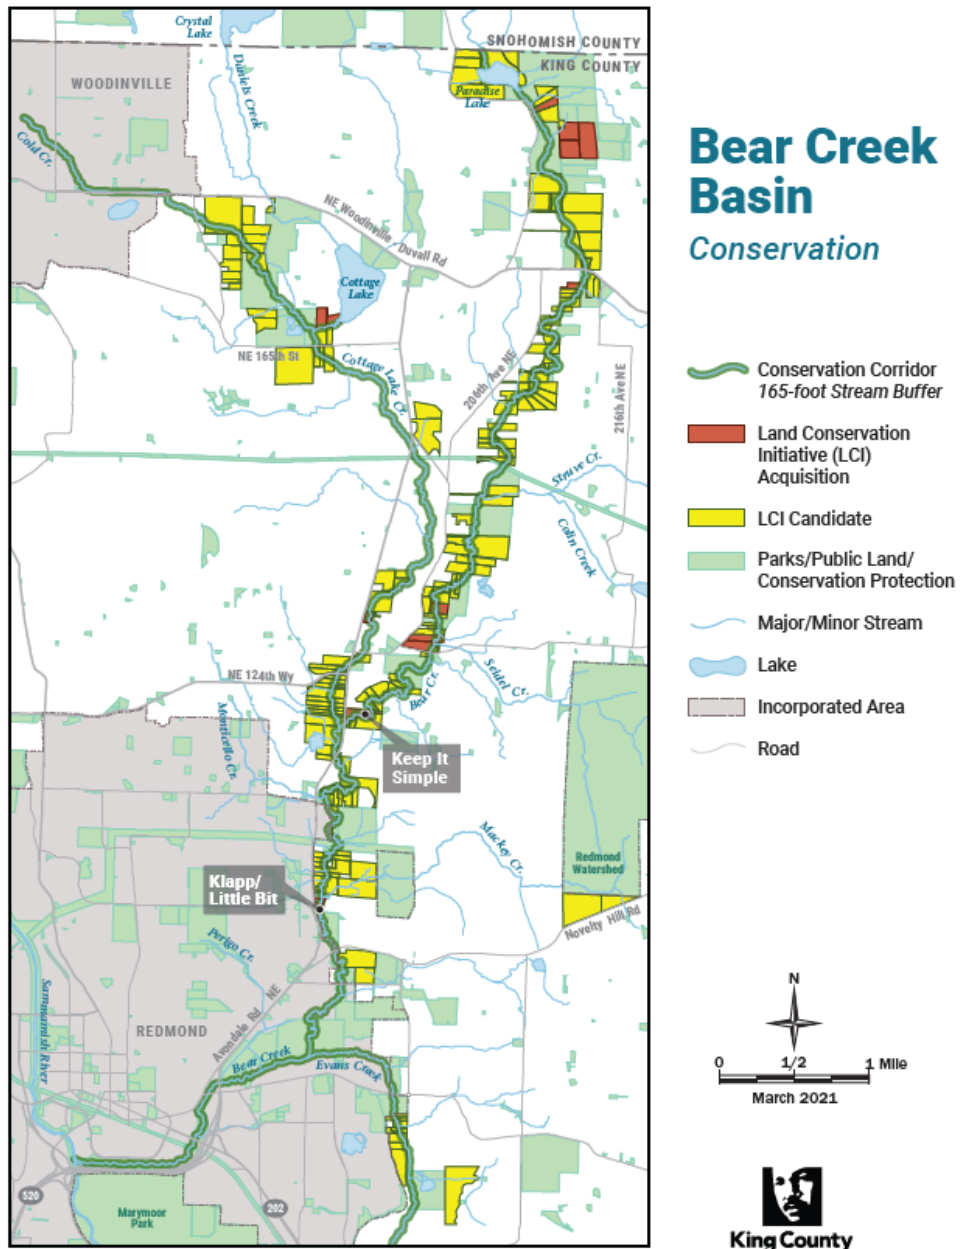 Crystal
Lake
SNOHOMISH COUNTY
KING COUNTY
WOODINVILLE
Daniels Creek
Paradise
Lake
Cold Cr.
NE Woodinville - Duvall Rd
Cottage
Lake
NE 165th St
Cottage Lake Cr.
206th Ave NE
216th Ave NE
Struve Cr.
Colin Creek
NE 124th Wy
Seidel Cr.
Bear Cr.
Monticello Cr.
Keep It
Simple
Mackey Cr.
Redmond
Watershed
Klapp/
Little Bit
Novelty Hill Rd
Perigo Cr.
Sammamish River
REDMOND
Avondale Rd NE
Bear Creek
Evans Creek
520
202
Marymoor
Park
Bear Creek
Basin
Conservation
Conservation Corridor
165-foot Stream Buffer
Land Conservation
Initiative (LCI)
Acquisition
LCI Candidate
Parks/Public Land/
Conservation Protection
Major/Minor Stream
Lake
Incorporated Area
Road
N
0 1/2 1 Mile
March 2021
King County